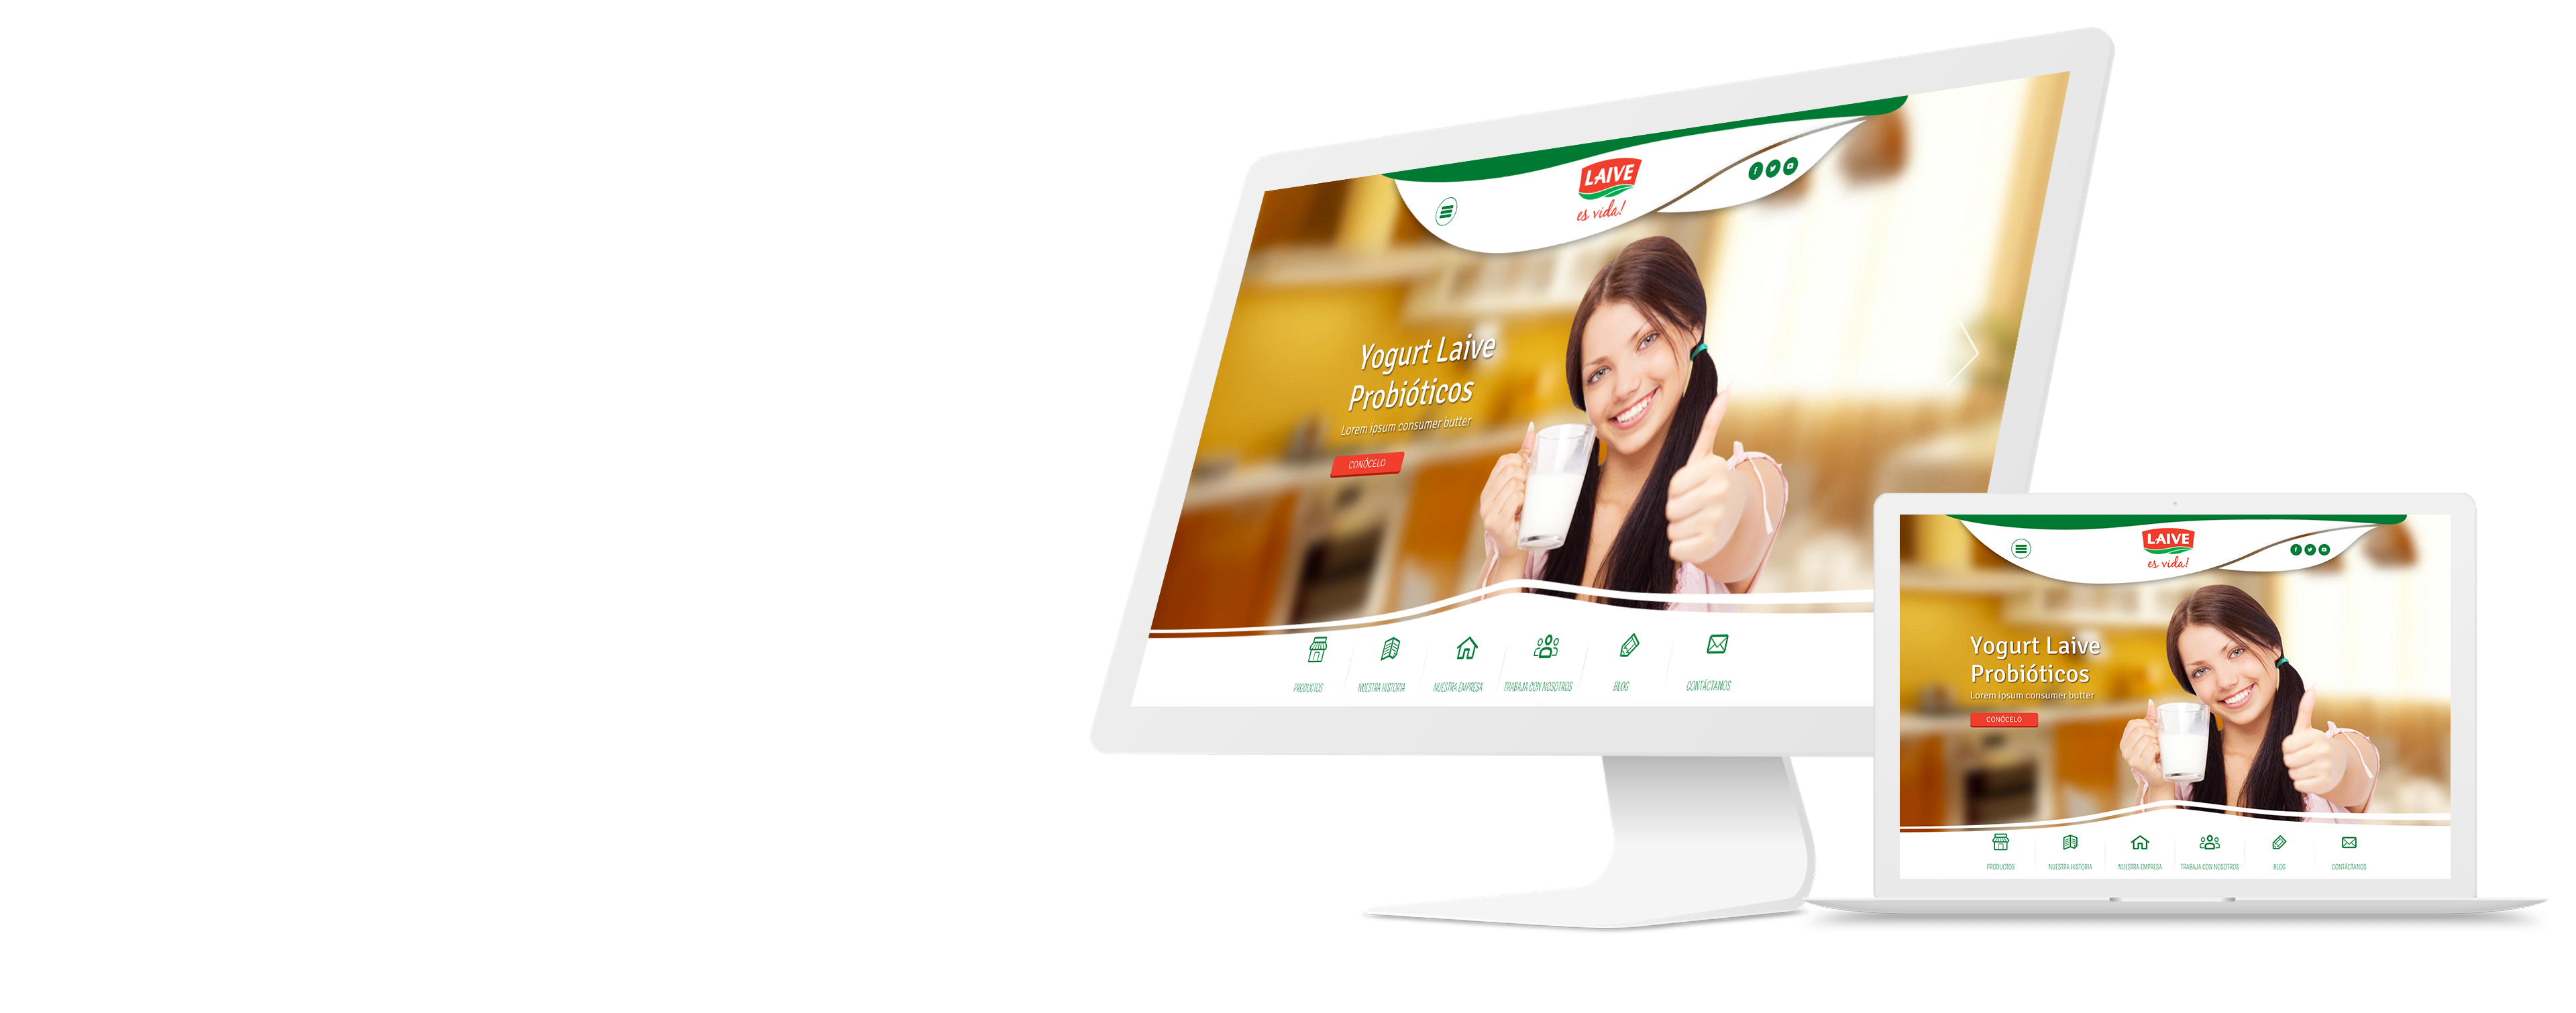 LAIVE
es vida!
Yogurt Laive
Probióticos
Lorem ipsum consumer butter
CONÓCELO
PRODUCTOS
NUESTRA HISTORIA
NUESTRA EMPRESA
TRABAJA CON NOSOTROS
BLOG
CONTÁCTANOS
LAIVE
es vida!
Yogurt Laive
Probióticos
Lorem ipsum consumer butter
CONÓCELO
PRODUCTOS
NUESTRA HISTORIA
NUESTRA EMPRESA
TRABAJA CON NOSOTROS
BLOG
CONTÁCTANOS